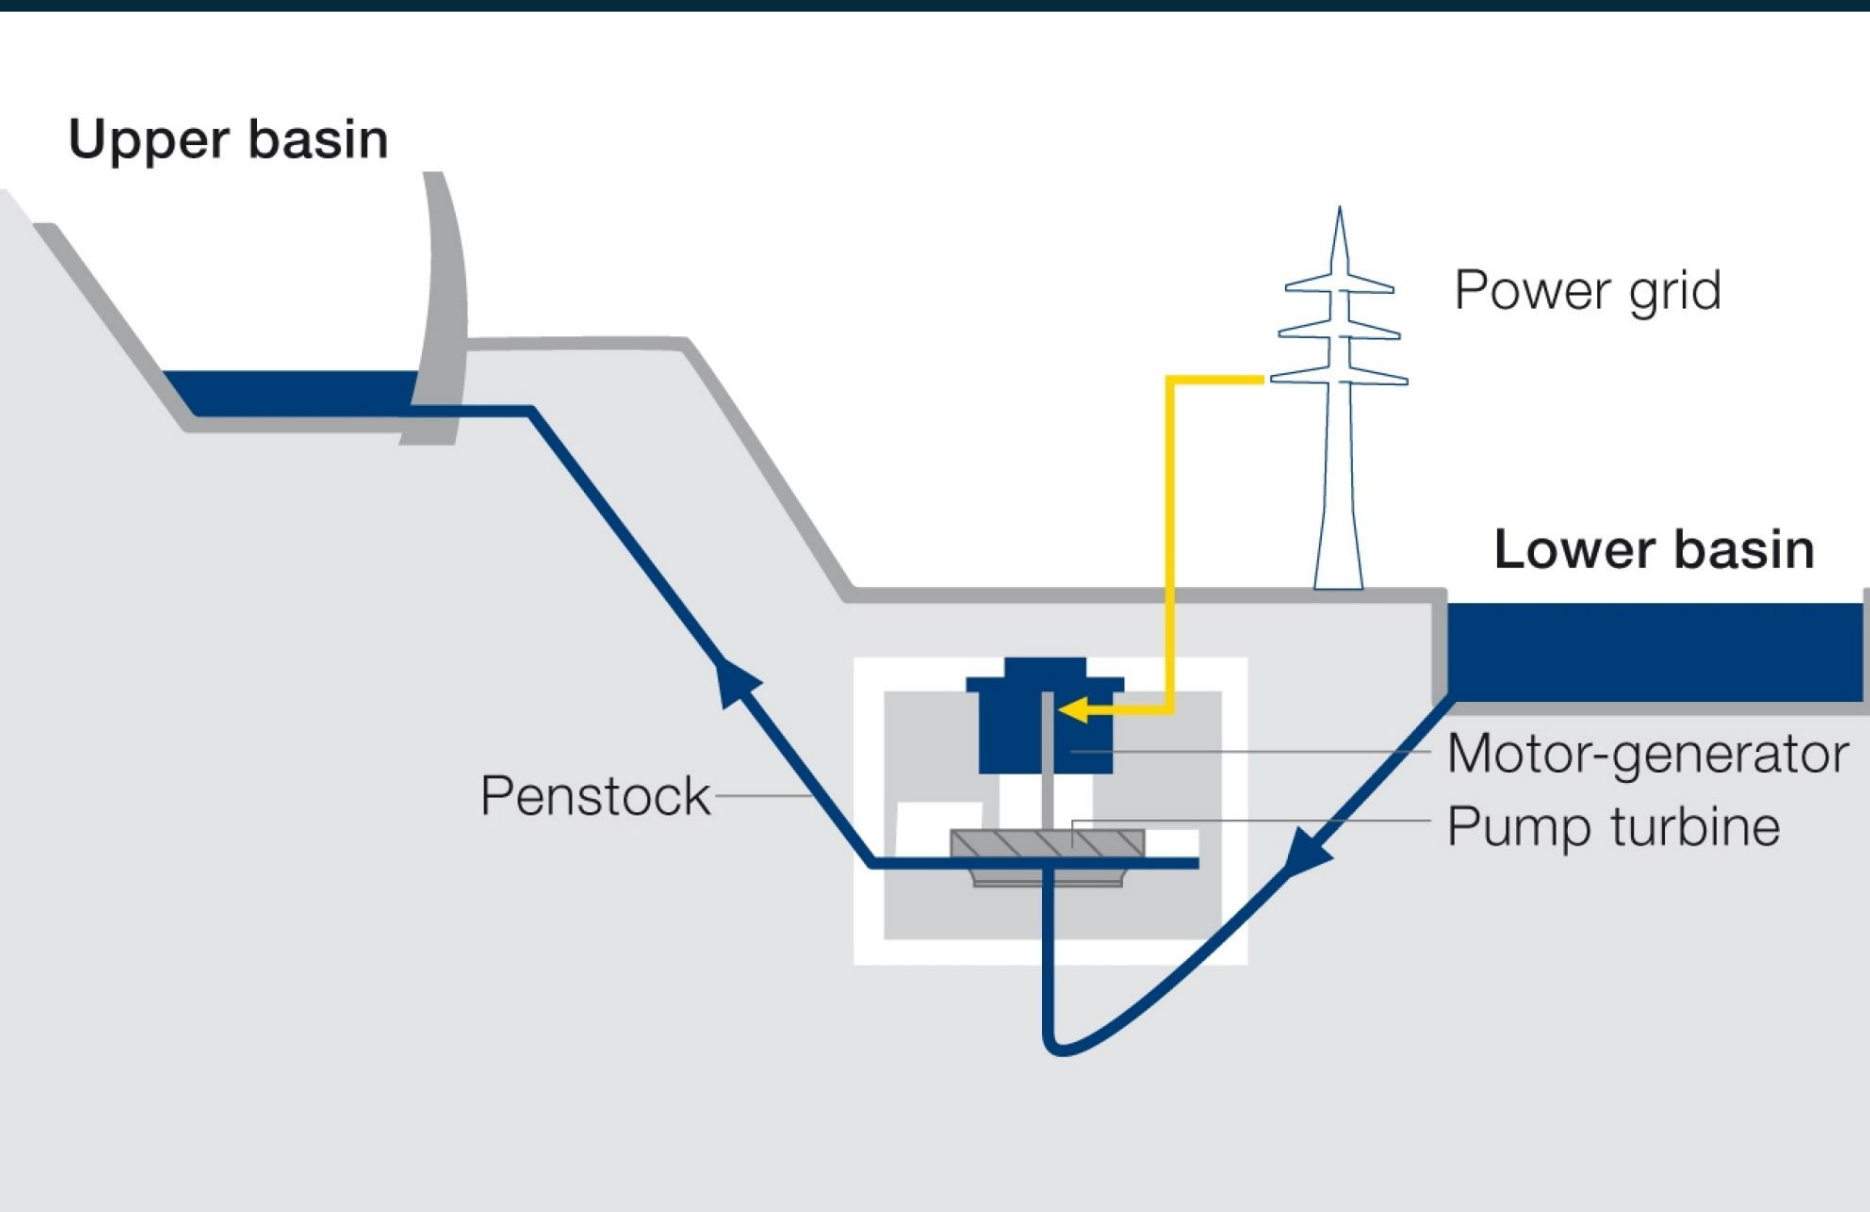 Upper basin
Power grid
Lower basin
Motor-generator
Penstock
Pump turbine